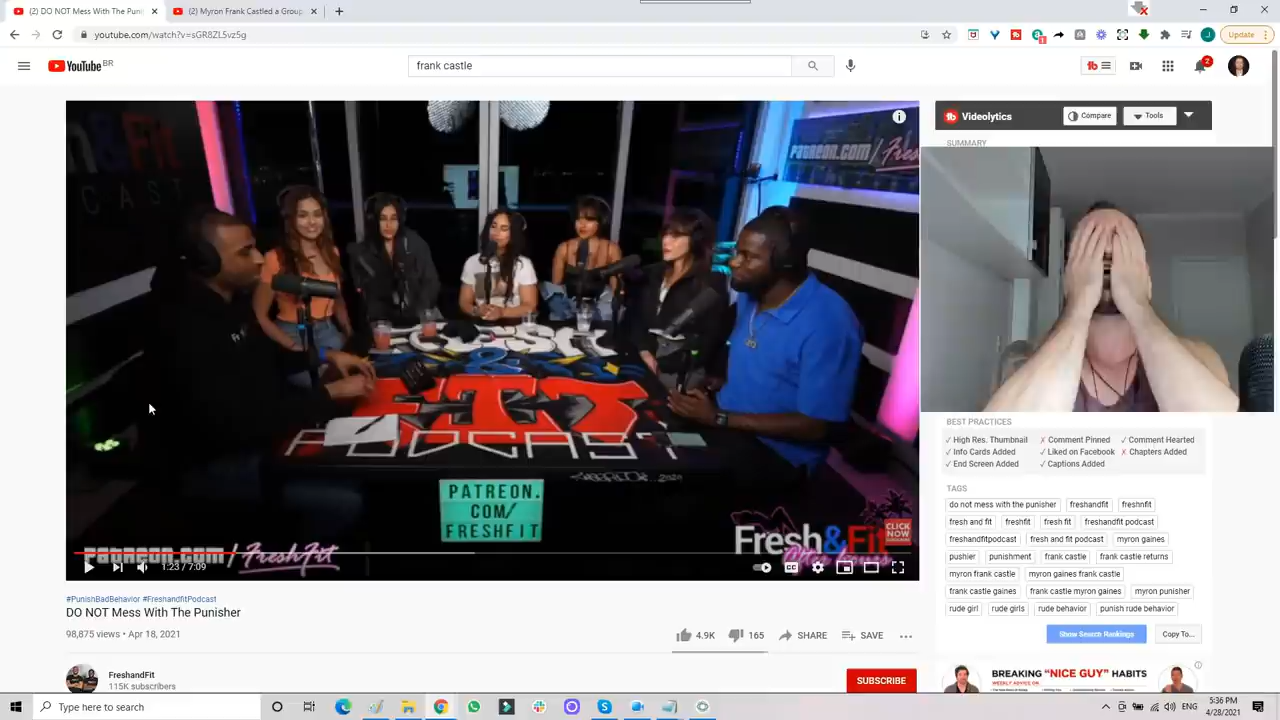 (2) DO NOT Mess With The Puni
(2) Myron Frank Castled a Group
youtube.com/watch?v=sGR8ZL5vz5g
Update
YouTube BR
frank castle
2
Videolytics
Compare
Tools
SUMMARY
PATREON.
COM/
FRESHFIT
Fresh&Fit
CLICK
NOW
PATREON.COM/FreshFit
1:23 / 7:09
BEST PRACTICES
✓ High Res. Thumbnail ✗ Comment Pinned ✓ Comment Hearted
✓ Info Cards Added ✓ Liked on Facebook ✗ Chapters Added
✓ End Screen Added ✓ Captions Added
TAGS
do not mess with the punisher freshandfit freshnfit
fresh and fit freshfit fresh fit freshandfit podcast
freshandfitpodcast fresh and fit podcast myron gaines
pushier punishment frank castle frank castle returns
myron frank castle myron gaines frank castle
frank castle gaines frank castle myron gaines myron punisher
rude girl rude girls rude behavior punish rude behavior
Show Search Rankings Copy To...
#PunishBadBehavior #FreshandfitPodcast
DO NOT Mess With The Punisher
98,875 views • Apr 18, 2021
4.9K 165 SHARE SAVE
FreshandFit
115K subscribers
SUBSCRIBE
BREAKING “NICE GUY” HABITS
Type here to search
ENG
5:36 PM
4/28/2021